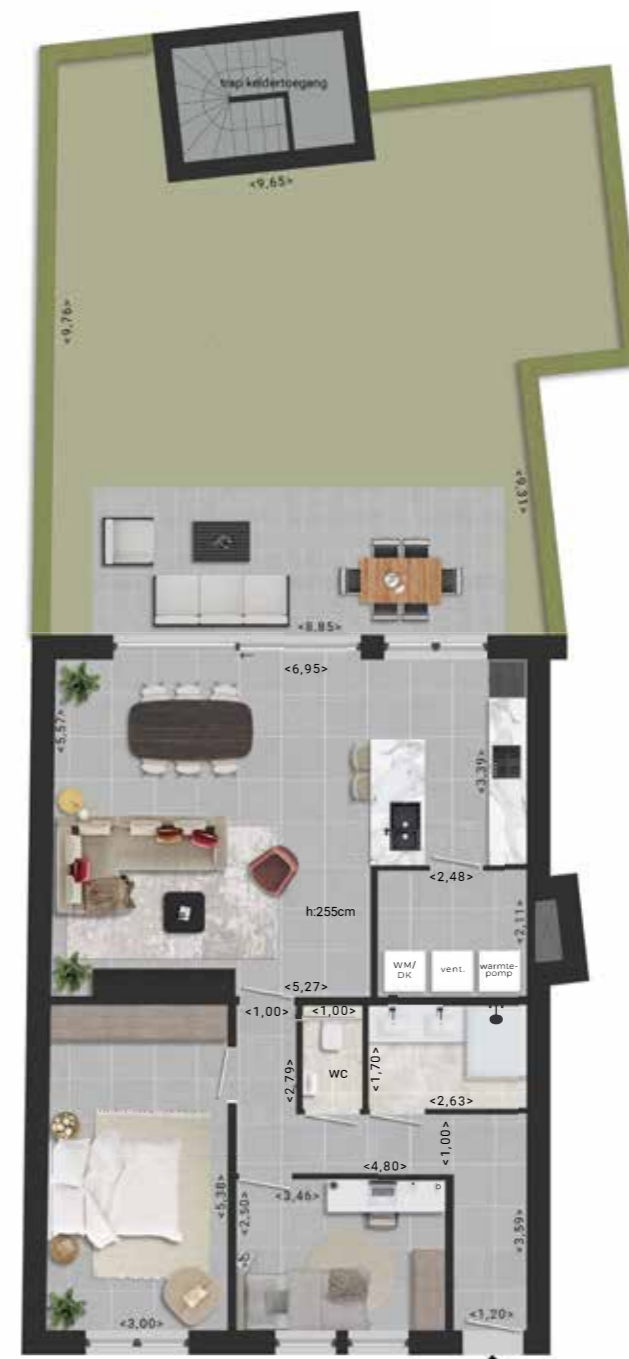 trap keldertoegang
<9,65>
<9,76>
<9,31>
<8,85>
<6,95>
<5,57>
<3,39>
<2,48>
h:255cm
<2,11>
WM/
DK
vent.
warmte-
pomp
<5,27>
<1,00>
<1,00>
<2,79>
WC
<1,70>
<2,63>
<1,00>
<4,80>
<3,46>
<5,38>
<2,50>
<3,59>
<3,00>
<1,20>